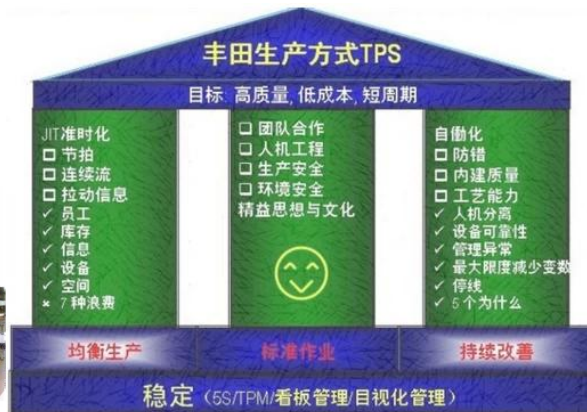 丰田生产方式TPS
目标: 高质量, 低成本, 短周期
JIT准时化
节拍
连续流
拉动信息
员工
库存
信息
设备
空间
7种浪费
团队合作
人机工程
生产安全
环境安全
精益思想与文化
自働化
防错
内建质量
工艺能力
人机分离
设备可靠性
管理异常
最大限度减少变数
停线
5个为什么
均衡生产
标准作业
持续改善
稳定（5S/TPM/看板管理/目视化管理）